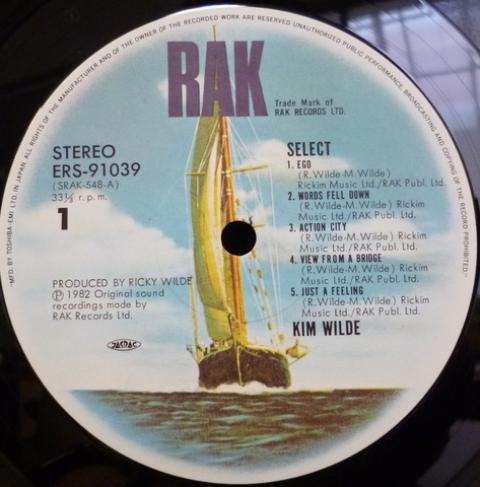 "MFD. BY TOSHIBA-EMI LTD. IN JAPAN ALL RIGHTS OF THE MANUFACTURER AND OF THE OWNER OF THE RECORDED WORK ARE RESERVED UNAUTHORIZED PUBLIC PERFORMANCE, BROADCASTING AND COPYING OF THE RECORD PROHIBITED."
RAK
Trade Mark of
RAK RECORDS LTD.
STEREO
ERS-91039
(SRAK-548-A)
33⅓ r.p.m.
1
SELECT
1. EGO
(R.Wilde-M.Wilde)
Rickim Music Ltd./RAK Publ. Ltd.
2. WORDS FELL DOWN
(R.Wilde-M.Wilde) Rickim
Music Ltd./RAK Publ. Ltd.
3. ACTION CITY
(R.Wilde-M.Wilde) Rickim
Music Ltd./RAK Publ. Ltd.
4. VIEW FROM A BRIDGE
(R.Wilde-M.Wilde) Rickim
Music Ltd./RAK Publ. Ltd.
5. JUST A FEELING
(R.Wilde-M.Wilde) Rickim
Music Ltd./RAK Publ. Ltd.
KIM WILDE
PRODUCED BY RICKY WILDE
℗ 1982 Original sound
recordings made by
RAK Records Ltd.
JASRAC